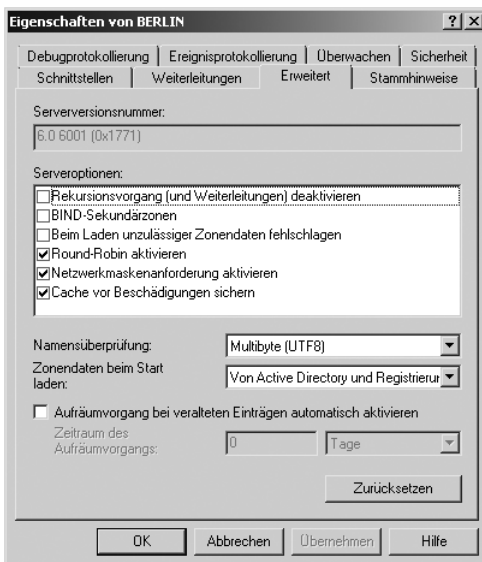 Eigenschaften von BERLIN
Debugprotokollierung Ereignisprotokollierung Überwachen Sicherheit
Schnittstellen Weiterleitungen Erweitert Stammhinweise
Serverversionsnummer:
6.0 6001 (0x1771)
Serveroptionen:
Rekursionsvorgang (und Weiterleitungen) deaktivieren
BIND-Sekundärzonen
Beim Laden unzulässiger Zonendaten fehlschlagen
Round-Robin aktivieren
Netzwerkmaskenanforderung aktivieren
Cache vor Beschädigungen sichern
Namensüberprüfung: Multibyte (UTF8)
Zonendaten beim Start
laden: Von Active Directory und Registrierur
Aufräumvorgang bei veralteten Einträgen automatisch aktivieren
Zeitraum des
Aufräumvorgangs: 0 Tage
Zurücksetzen
OK Abbrechen Übernehmen Hilfe